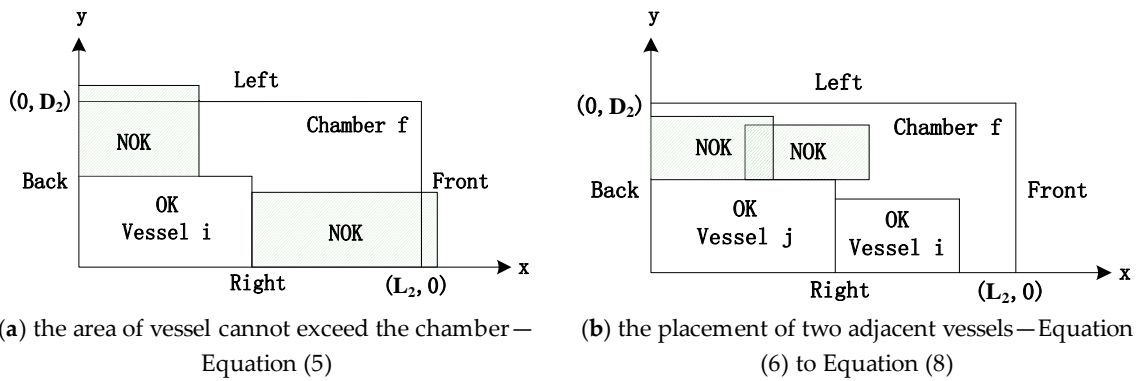 y
Left
(0, D₂)
Chamber f
NOK
Back
Front
OK
Vessel i
NOK
x
Right
(L₂, 0)
(a) the area of vessel cannot exceed the chamber—
Equation (5)
y
Left
(0, D₂)
Chamber f
NOK
NOK
Back
Front
OK
Vessel j
OK
Vessel i
x
Right
(L₂, 0)
(b) the placement of two adjacent vessels—Equation
(6) to Equation (8)